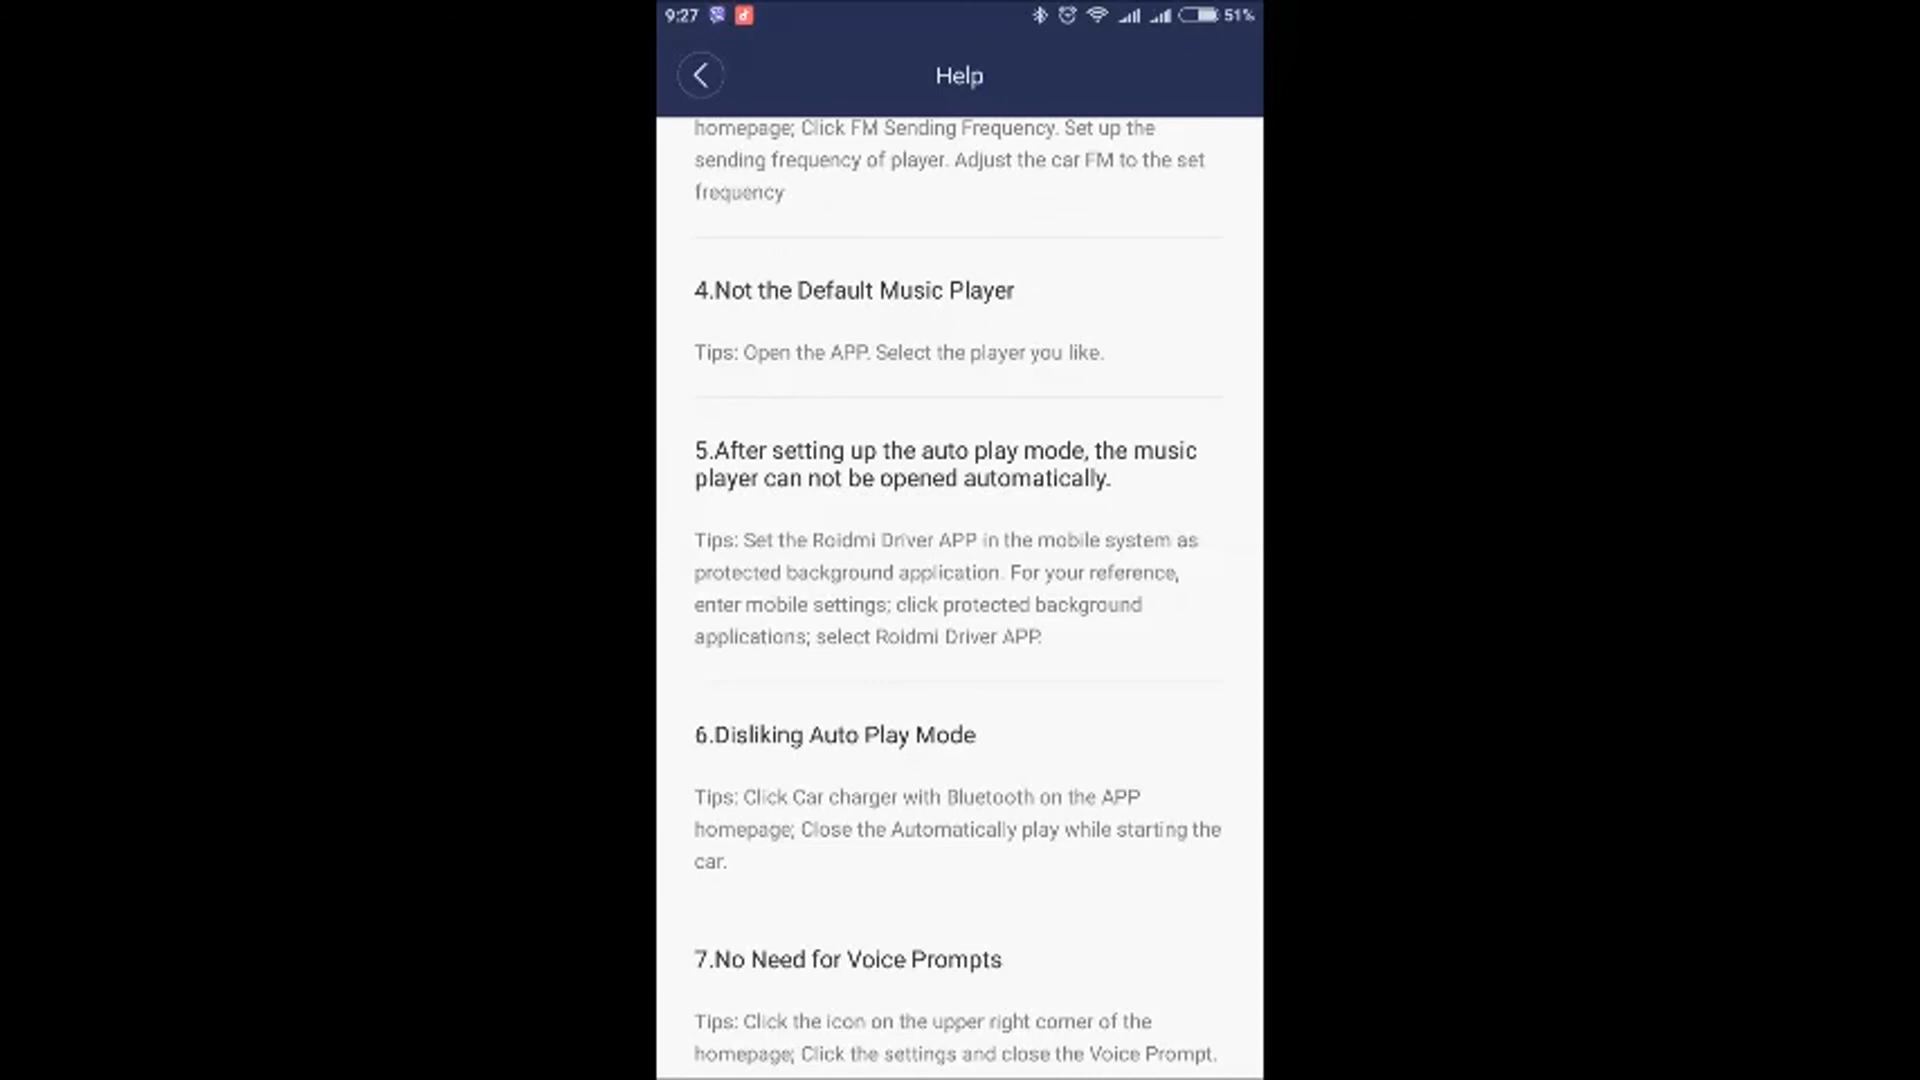 9:27
51%
Help
homepage; Click FM Sending Frequency. Set up the
sending frequency of player. Adjust the car FM to the set
frequency
4.Not the Default Music Player
Tips: Open the APP. Select the player you like.
5.After setting up the auto play mode, the music
player can not be opened automatically.
Tips: Set the Roidmi Driver APP in the mobile system as
protected background application. For your reference,
enter mobile settings; click protected background
applications; select Roidmi Driver APP.
6.Disliking Auto Play Mode
Tips: Click Car charger with Bluetooth on the APP
homepage; Close the Automatically play while starting the
car.
7.No Need for Voice Prompts
Tips: Click the icon on the upper right corner of the
homepage; Click the settings and close the Voice Prompt.